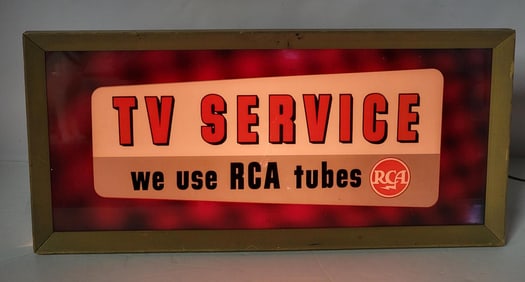 TV SERVICE
we use RCA tubes
RCA